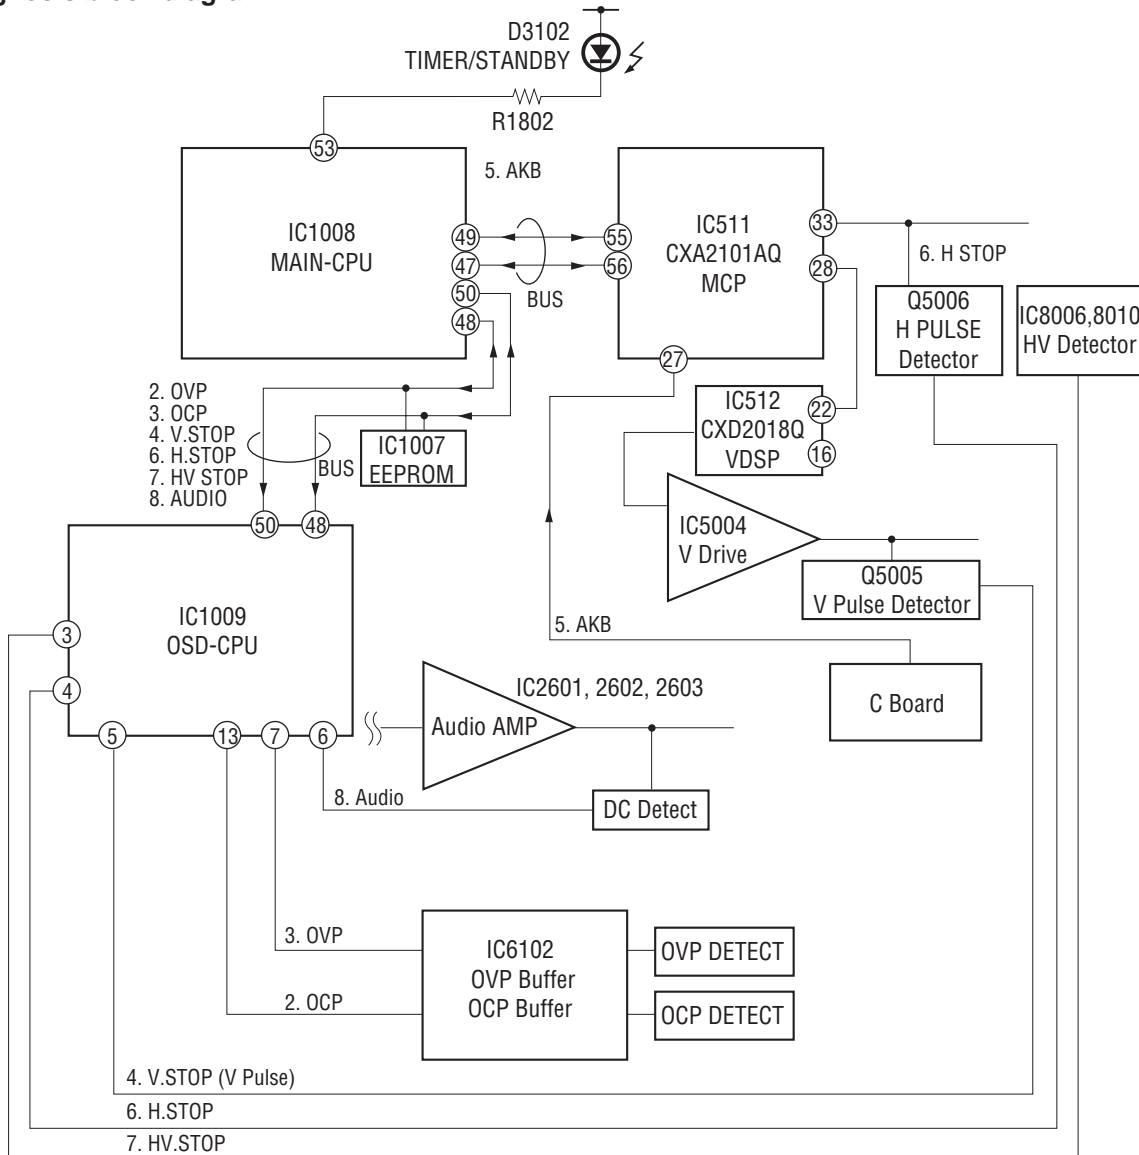 D3102
TIMER/STANDBY
R1802
53
5. AKB
IC1008
MAIN-CPU
49
47
50
48
BUS
55
56
IC511
CXA2101AQ
MCP
33
28
27
6. H STOP
Q5006
H PULSE
Detector
IC8006,8010
HV Detector
2. OVP
3. OCP
4. V.STOP
6. H.STOP
7. HV STOP
8. AUDIO
BUS
IC1007
EEPROM
IC512
CXD2018Q
VDSP
22
16
IC5004
V Drive
Q5005
V Pulse Detector
50
48
IC1009
OSD-CPU
3
4
5
13
7
6
5. AKB
C Board
IC2601, 2602, 2603
Audio AMP
8. Audio
DC Detect
3. OVP
2. OCP
IC6102
OVP Buffer
OCP Buffer
OVP DETECT
OCP DETECT
4. V.STOP (V Pulse)
6. H.STOP
7. HV.STOP